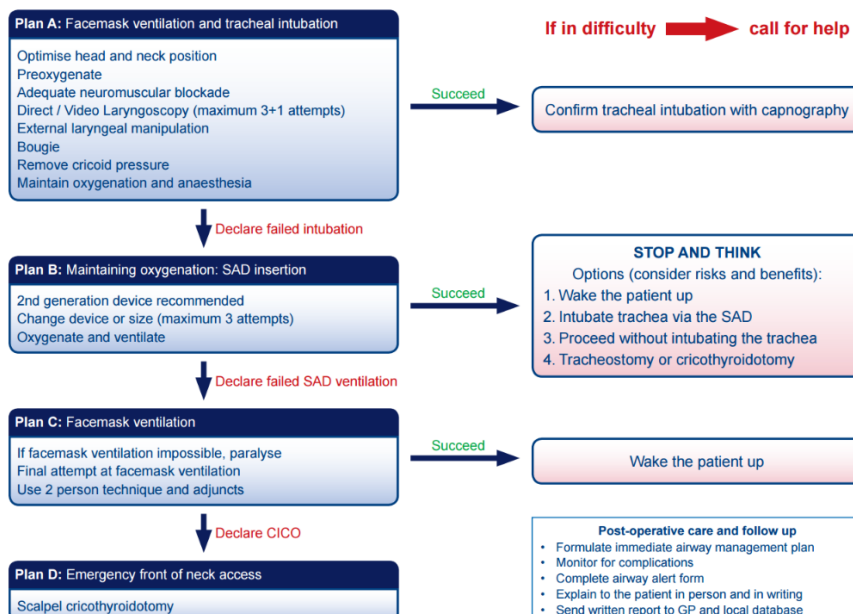 Plan A: Facemask ventilation and tracheal intubation
Optimise head and neck position
Preoxygenate
Adequate neuromuscular blockade
Direct / Video Laryngoscopy (maximum 3+1 attempts)
External laryngeal manipulation
Bougie
Remove cricoid pressure
Maintain oxygenation and anaesthesia
Succeed
If in difficulty call for help
Confirm tracheal intubation with capnography
Declare failed intubation
Plan B: Maintaining oxygenation: SAD insertion
2nd generation device recommended
Change device or size (maximum 3 attempts)
Oxygenate and ventilate
Succeed
STOP AND THINK
Options (consider risks and benefits):
1. Wake the patient up
2. Intubate trachea via the SAD
3. Proceed without intubating the trachea
4. Tracheostomy or cricothyroidotomy
Declare failed SAD ventilation
Plan C: Facemask ventilation
If facemask ventilation impossible, paralyse
Final attempt at facemask ventilation
Use 2 person technique and adjuncts
Succeed
Wake the patient up
Declare CICO
Plan D: Emergency front of neck access
Scalpel cricothyroidotomy
Post-operative care and follow up
• Formulate immediate airway management plan
• Monitor for complications
• Complete airway alert form
• Explain to the patient in person and in writing
• Send written report to GP and local database